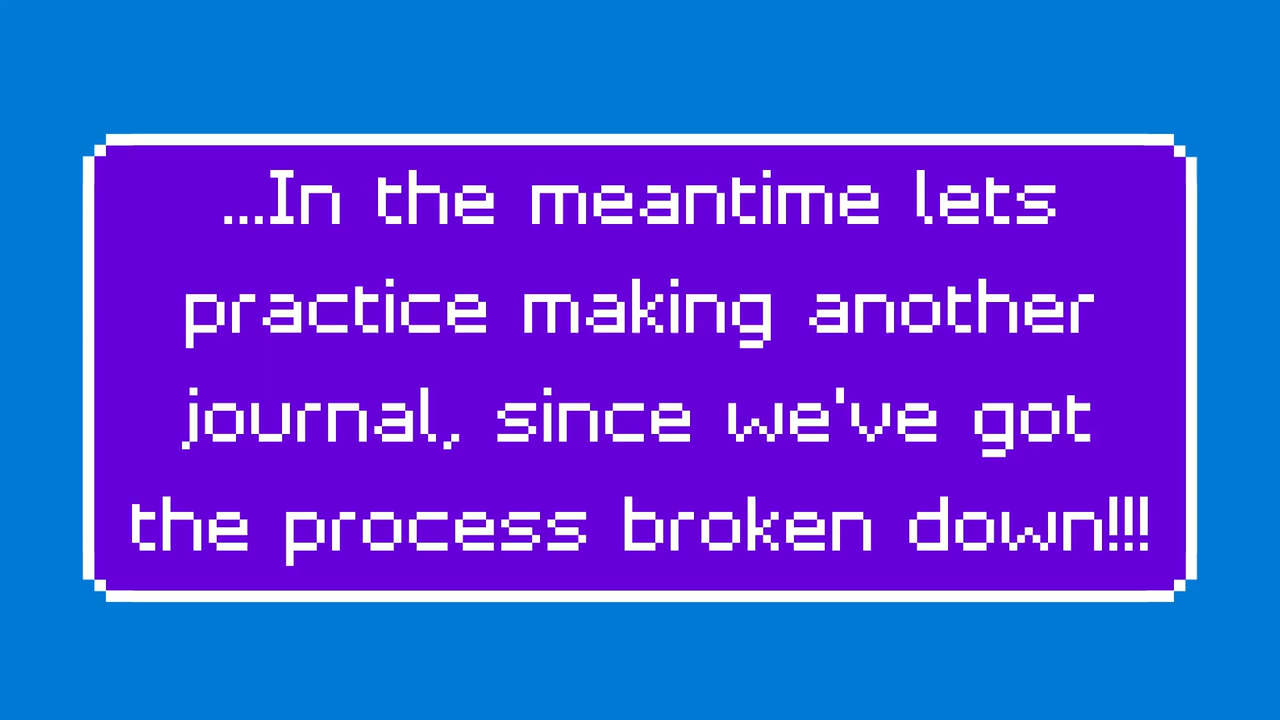 ...In the meantime lets
practice making another
journal, since we've got
the process broken down!!!